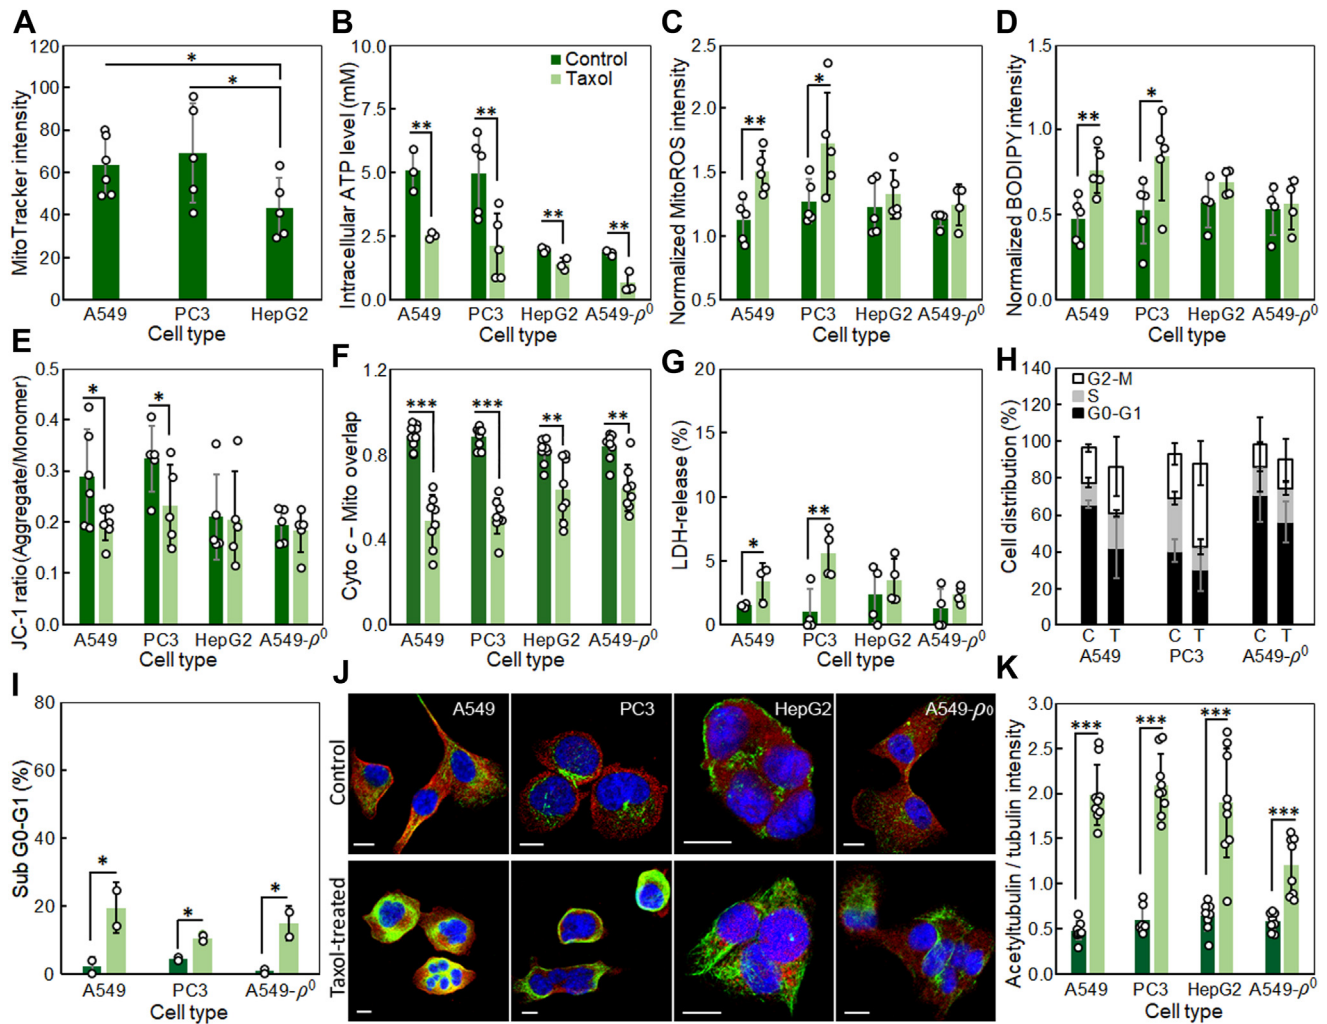 A
MitoTracker intensity
120
100
80
60
40
20
0
*
*
A549 PC3 HepG2
Cell type
B
Intracellular ATP level (mM)
10.0
7.5
5.0
2.5
0.0
Control
Taxol
** ** ** **
A549 PC3 HepG2 A549-ρ⁰
Cell type
C
Normalized MitoROS intensity
2.5
2.0
1.5
1.0
0.5
** *
A549 PC3 HepG2 A549-ρ⁰
Cell type
D
Normalized BODIPY intensity
1.5
1.0
0.5
0.0
** *
A549 PC3 HepG2 A549-ρ⁰
Cell type
E
JC-1 ratio (Aggregate/Monomer)
0.5
0.4
0.3
0.2
0.1
0.0
* *
A549 PC3 HepG2 A549-ρ⁰
Cell type
F
Cyto c – Mito overlap
1.2
0.8
0.4
0.0
*** *** ** **
A549 PC3 HepG2 A549-ρ⁰
Cell type
G
LDH-release (%)
20
15
10
5
0
* **
A549 PC3 HepG2 A549-ρ⁰
Cell type
H
Cell distribution (%)
140
120
100
80
60
40
20
0
G2-M
S
G0-G1
C T C T C T
A549 PC3 A549-ρ⁰
I
Sub G0-G1 (%)
80
60
40
20
0
* * *
A549 PC3 A549-ρ⁰
Cell type
J
A549 PC3 HepG2 A549-ρ0
Control
Taxol-treated
K
Acetyltubulin / tubulin intensity
3.0
2.5
2.0
1.5
1.0
0.5
0.0
*** *** *** ***
A549 PC3 HepG2 A549-ρ⁰
Cell type